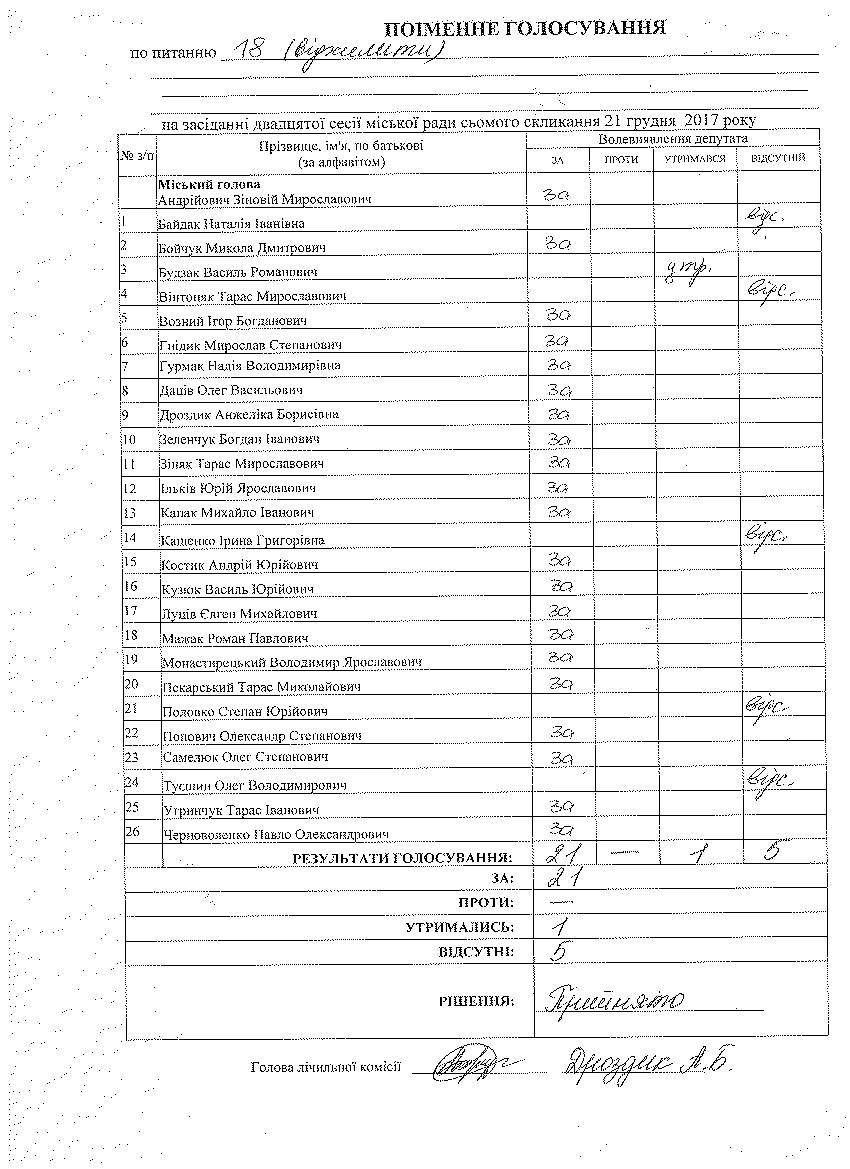 ПОІМЕННЕ ГОЛОСУВАННЯ
по питанню 18 (відхилити)
на засіданні двадцятої сесії міської ради сьомого скликання 21 грудня 2017 року
№ з/п Прізвище, ім'я, по батькові (за алфавітом) Волевиявлення депутата
ЗА ПРОТИ УТРИМАВСЯ ВІДСУТНІЙ
Міський голова
Андрійович Зіновій Мирославович за
1 Байдак Наталія Іванівна відс.
2 Бойчук Микола Дмитрович за
3 Будзак Василь Романович утр.
4 Вінтоняк Тарас Мирославович відс.
5 Возний Ігор Богданович за
6 Гнідик Мирослав Степанович за
7 Гурмак Надія Володимирівна за
8 Даців Олег Васильович за
9 Дроздик Анжеліка Борисівна за
10 Зеленчук Богдан Іванович за
11 Зіняк Тарас Мирославович за
12 Ільків Юрій Ярославович за
13 Капак Михайло Іванович за
14 Кащенко Ірина Григорівна відс.
15 Костик Андрій Юрійович за
16 Кузюк Василь Юрійович за
17 Луців Євген Михайлович за
18 Мажак Роман Павлович за
19 Монастирецький Володимир Ярославович за
20 Пекарський Тарас Миколайович за
21 Половко Степан Юрійович відс.
22 Попович Олександр Степанович за
23 Самелюк Олег Степанович за
24 Олег Володимирович відс.
25 Утринчук Тарас Іванович за
26 Черноволенко Павло Олександрович за
РЕЗУЛЬТАТИ ГОЛОСУВАННЯ: 21 — 1 5
ЗА: 21
ПРОТИ: —
УТРИМАЛИСЬ: 1
ВІДСУТНІ: 5
РІШЕННЯ: Прийнято
Голова лічильної комісії Дроздик А.Б.